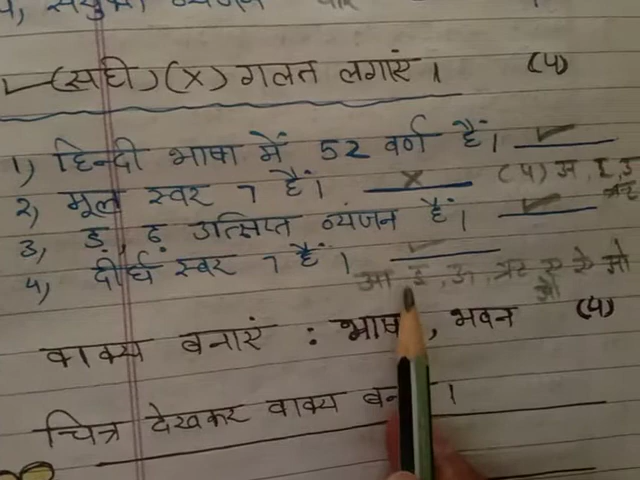 (सही) (x) गलत लगाएं। (4)
1) हिन्दी भाषा में 52 वर्ण हैं। ✓
2) मूल स्वर 7 हैं। x (4) अ, इ, उ
3) ड़, ढ़ उत्क्षिप्त व्यंजन हैं। ✓
4) दीर्घ स्वर 7 हैं। ✓
वाक्य बनाएं : भाषा, भवन (4)
चित्र देखकर वाक्य